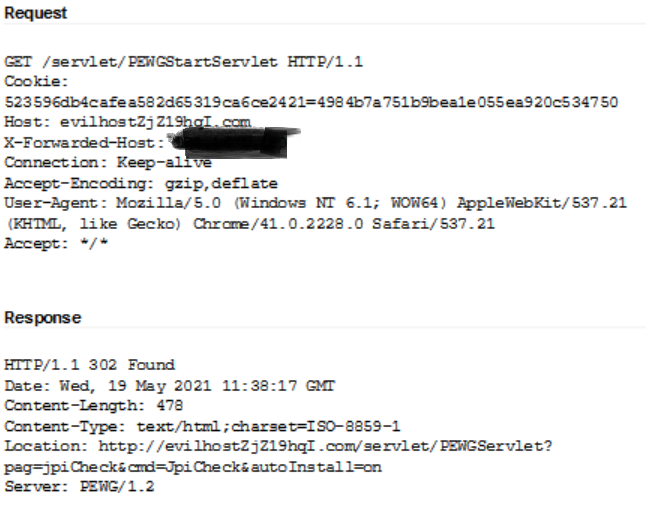 Request
GET /servlet/PEWGStartServlet HTTP/1.1
Cookie:
523596db4cafea582d65319ca6ce2421=4984b7a751b9bea1e055ea920c534750
Host: evilhostZjZ19hqI.com
X-Forwarded-Host:
Connection: Keep-alive
Accept-Encoding: gzip,deflate
User-Agent: Mozilla/5.0 (Windows NT 6.1; WOW64) AppleWebKit/537.21
(KHTML, like Gecko) Chrome/41.0.2228.0 Safari/537.21
Accept: */*
Response
HTTP/1.1 302 Found
Date: Wed, 19 May 2021 11:38:17 GMT
Content-Length: 478
Content-Type: text/html;charset=ISO-8859-1
Location: http://evilhostZjZ19hqI.com/servlet/PEWGServlet?
pag=jpiCheck&cmd=JpiCheck&autoInstall=on
Server: PEWG/1.2